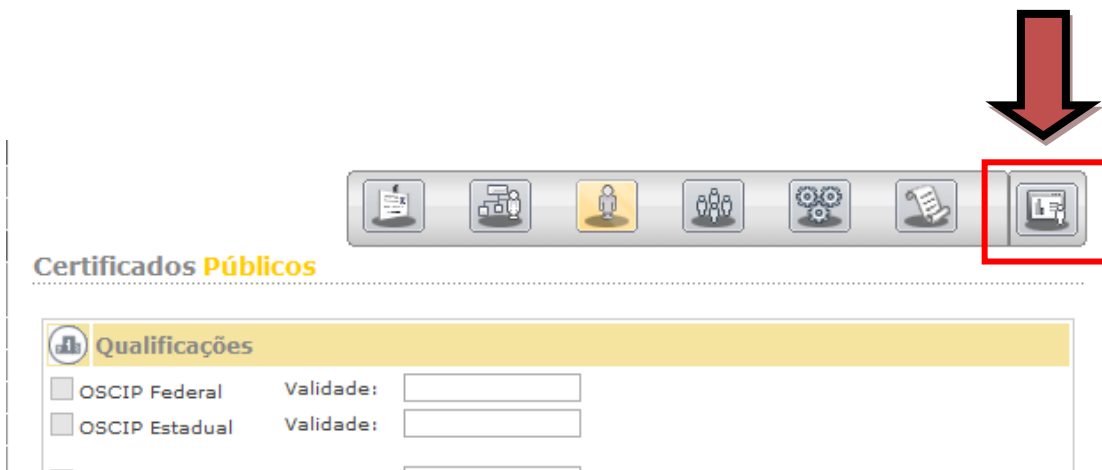 Certificados Públicos
Qualificações
OSCIP Federal Validade:
OSCIP Estadual Validade: